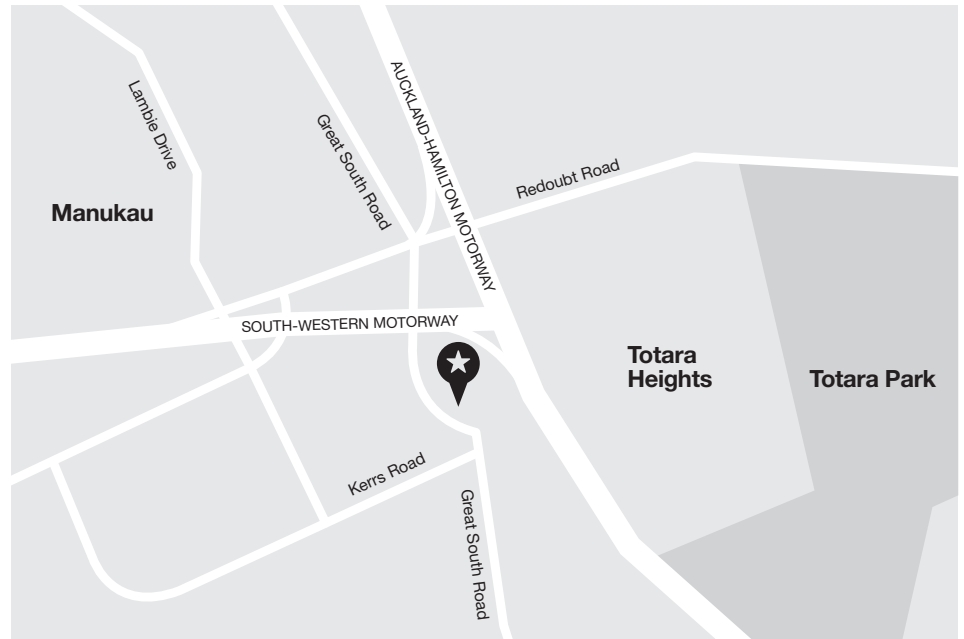 AUCKLAND-HAMILTON MOTORWAY
Lambie Drive
Great South Road
Redoubt Road
Manukau
SOUTH-WESTERN MOTORWAY
Totara
Heights
Totara Park
Kerrs Road
Great South Road